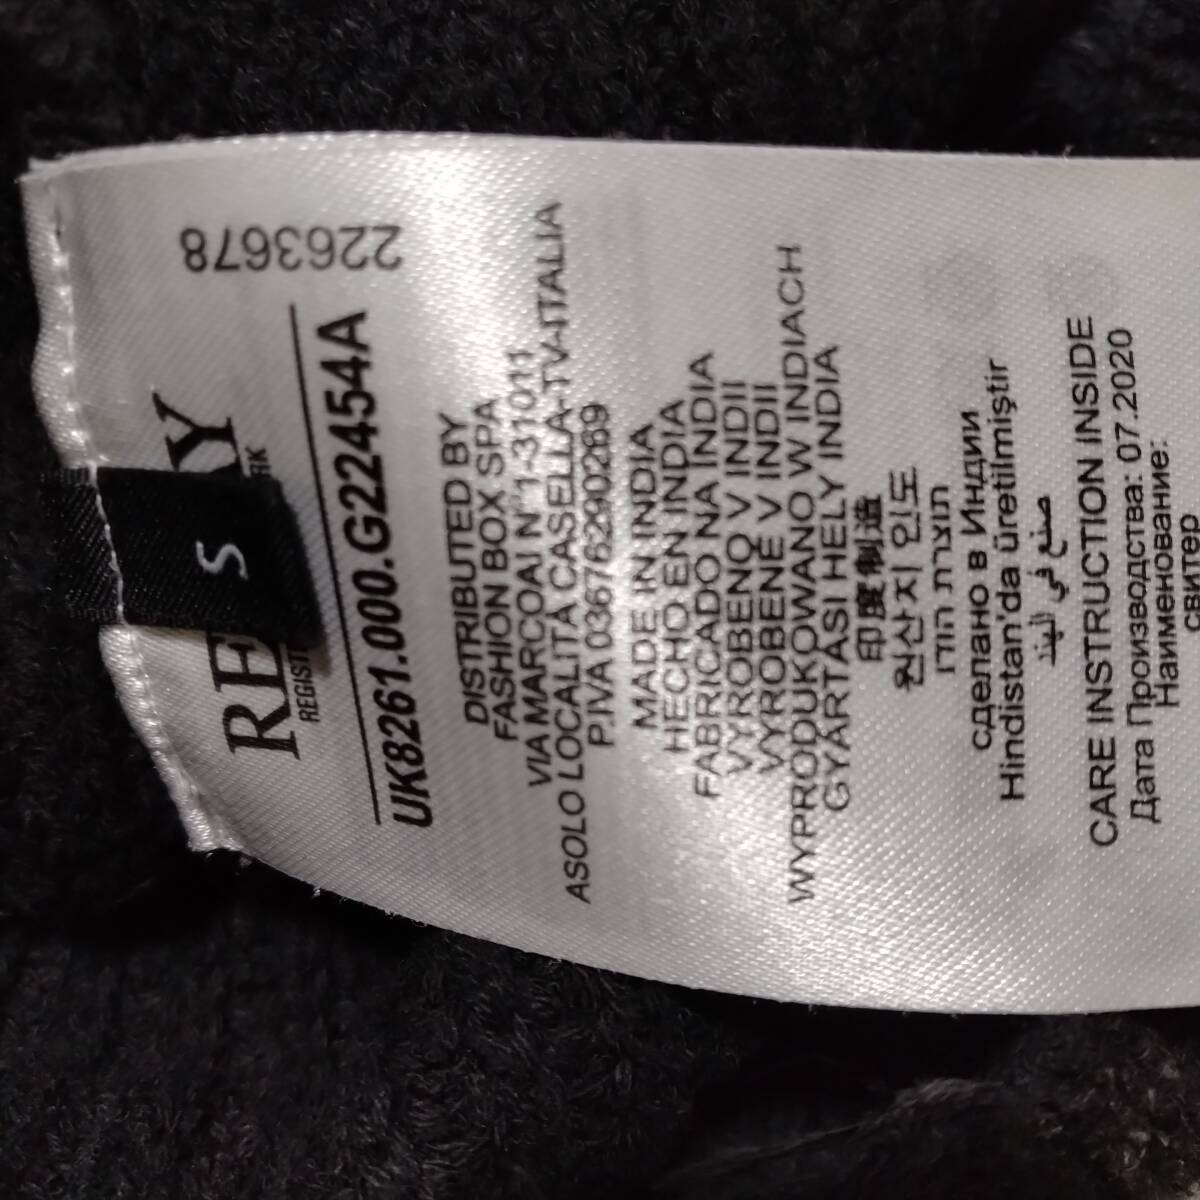 2263678
S
RE Y
REGIST RK
UK8261.000.G22454A
DISTRIBUTED BY
FASHION BOX SPA
VIA MARCOAI N°1-31011
ASOLO LOCALITÀ CASELLA-TV-ITALIA
P.IVA 03676290269
MADE IN INDIA
HECHO EN INDIA
FABRICADO NA INDIA
VYROBENO V INDII
VYROBENÉ V INDII
WYPRODUKOWANO W INDIACH
GYÁRTÁSI HELY INDIA
印度制造
원산지 인도
תוצרת הודו
сделано в Индии
Hindistan'da üretilmiştir
صنع في الهند
CARE INSTRUCTION INSIDE
Дата Производства: 07.2020
Наименование:
свитер